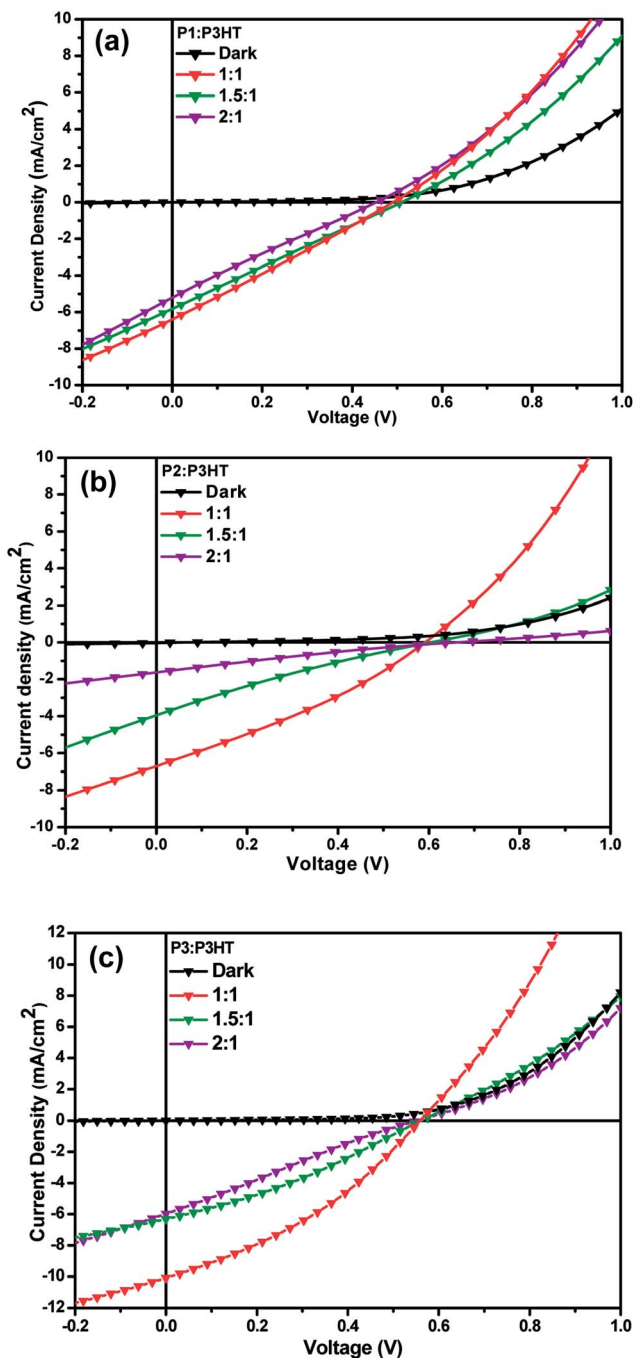 (a)
P1:P3HT
Dark
1:1
1.5:1
2:1
Current Density (mA/cm²)
10
8
6
4
2
0
-2
-4
-6
-8
-10
-0.2 0.0 0.2 0.4 0.6 0.8 1.0
Voltage (V)
(b)
P2:P3HT
Dark
1:1
1.5:1
2:1
Current density (mA/cm²)
10
8
6
4
2
0
-2
-4
-6
-8
-10
-0.2 0.0 0.2 0.4 0.6 0.8 1.0
Voltage (V)
(c)
P3:P3HT
Dark
1:1
1.5:1
2:1
Current Density (mA/cm²)
12
10
8
6
4
2
0
-2
-4
-6
-8
-10
-12
-0.2 0.0 0.2 0.4 0.6 0.8 1.0
Voltage (V)